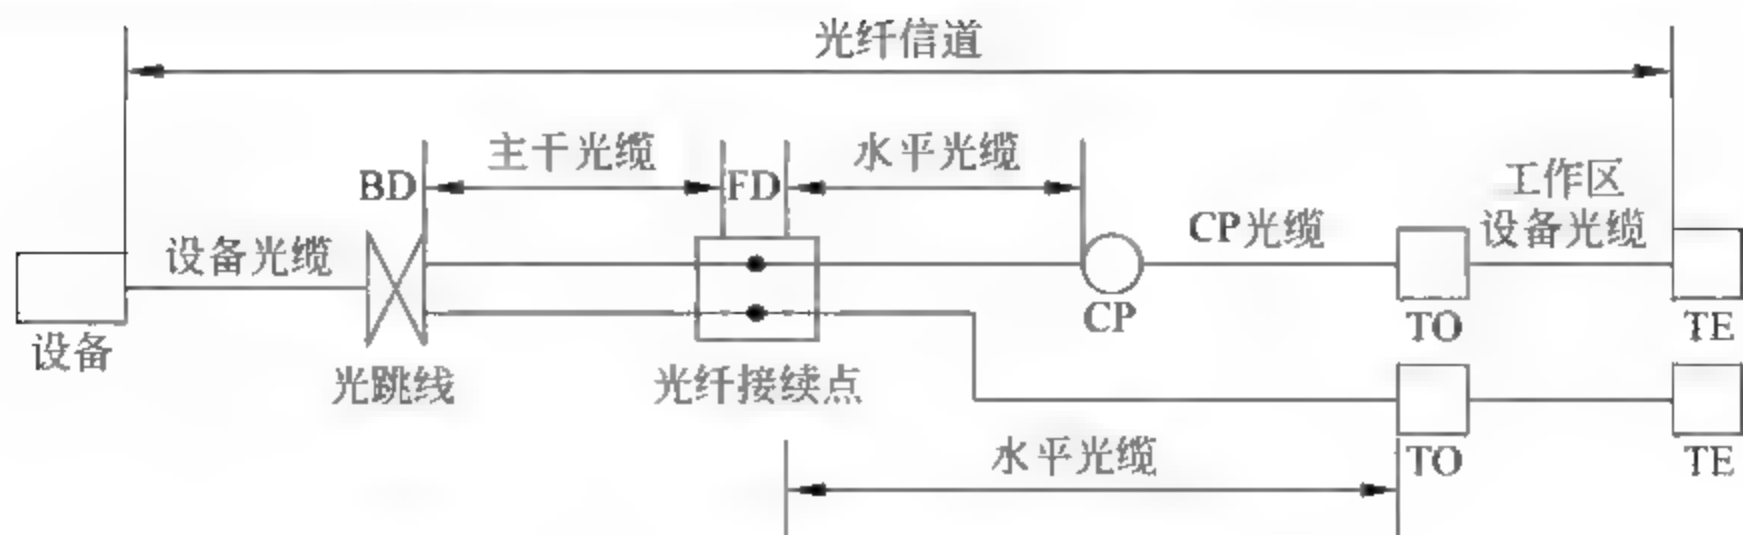 光纤信道
主干光缆
水平光缆
BD
FD
工作区
设备光缆
CP光缆
设备光缆
设备
CP
TO
TE
光跳线
光纤接续点
水平光缆
TO
TE